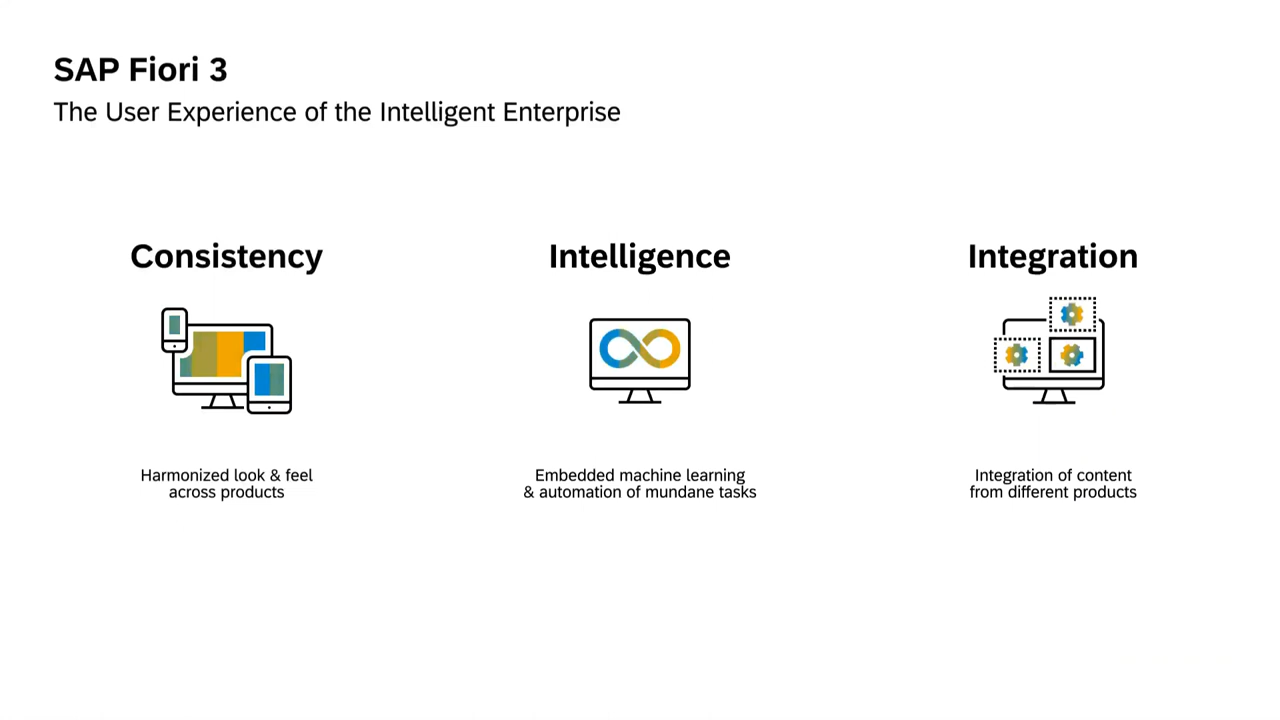 SAP Fiori 3
The User Experience of the Intelligent Enterprise
Consistency
Harmonized look & feel
across products
Intelligence
Embedded machine learning
& automation of mundane tasks
Integration
Integration of content
from different products